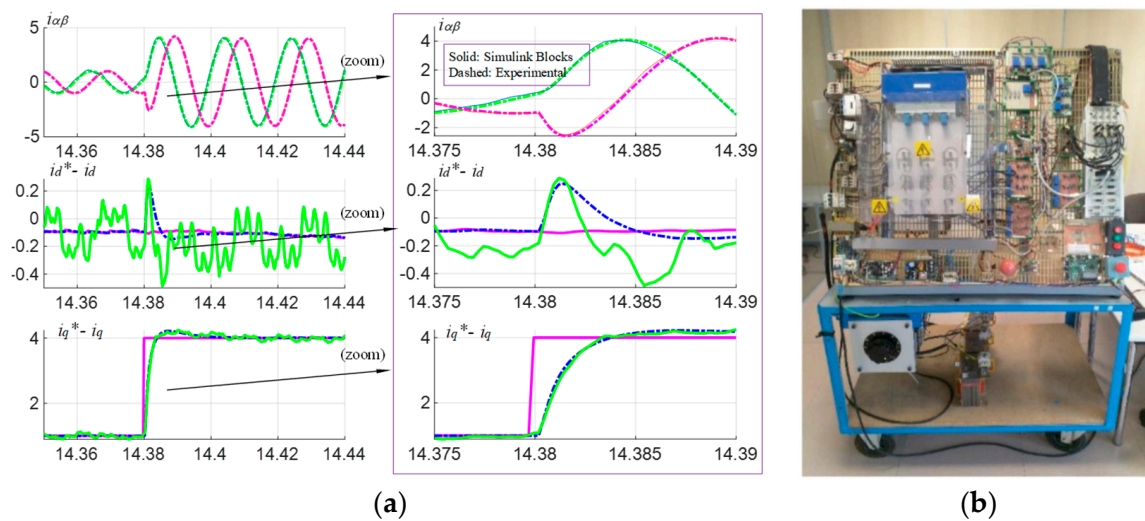 iαβ
5
0
-5
14.36 14.38 14.4 14.42 14.44
(zoom)
id*- id
0.2
0
-0.2
-0.4
14.36 14.38 14.4 14.42 14.44
(zoom)
iq*- iq
4
2
14.36 14.38 14.4 14.42 14.44
(zoom)
iαβ
Solid: Simulink Blocks
Dashed: Experimental
4
2
0
-2
14.375 14.38 14.385 14.39
id*- id
0.2
0
-0.2
-0.4
14.375 14.38 14.385 14.39
iq*- iq
4
2
14.375 14.38 14.385 14.39
(a)
(b)